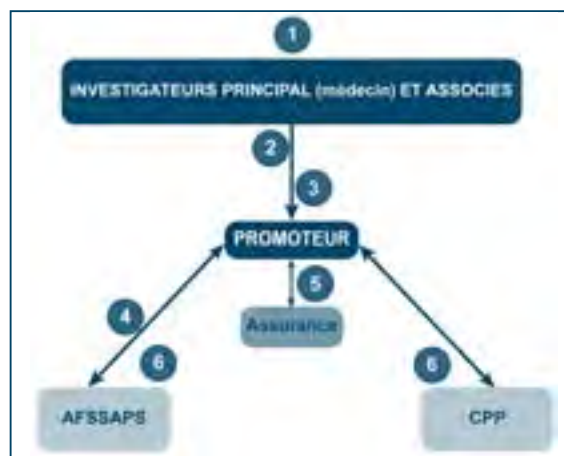 1
INVESTIGATEURS PRINCIPAL (médecin) ET ASSOCIES
2
3
PROMOTEUR
5
Assurance
4
6
6
AFSSAPS
CPP